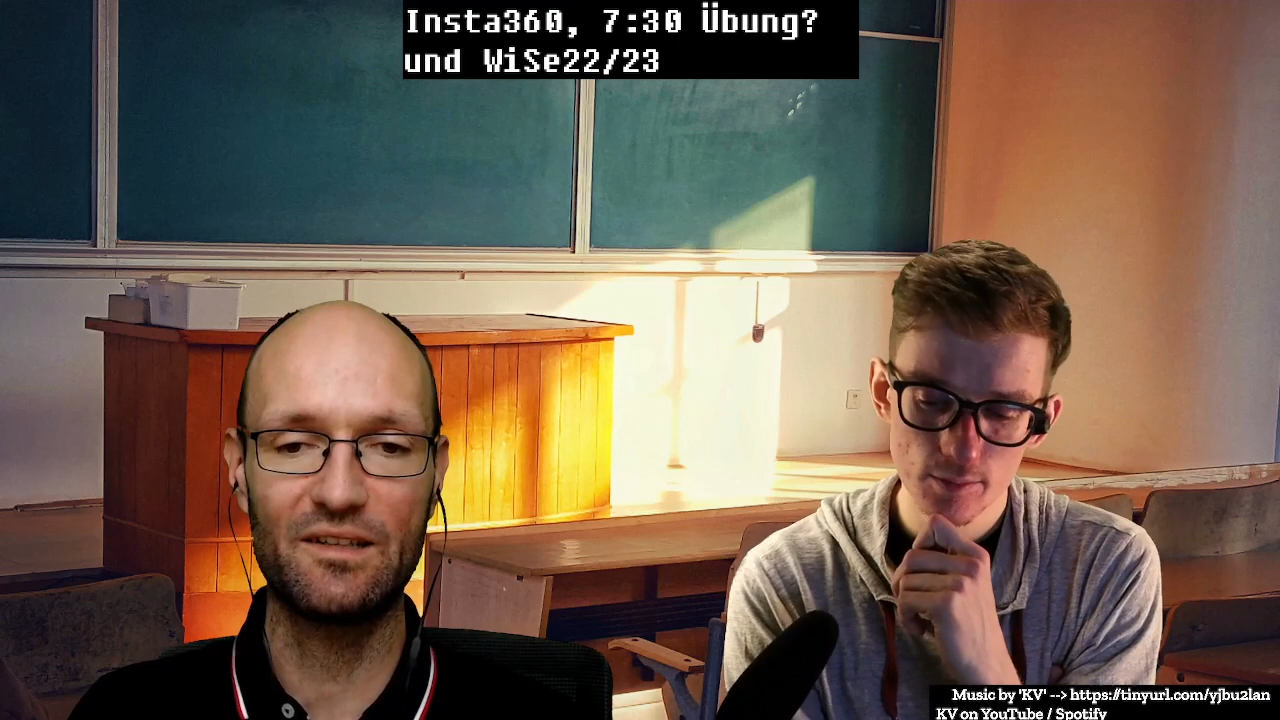 Insta360, 7:30 Übung?
und WiSe22/23
Music by 'KV' --> https://tinyurl.com/yjbu2lan
KV on YouTube / Spotify